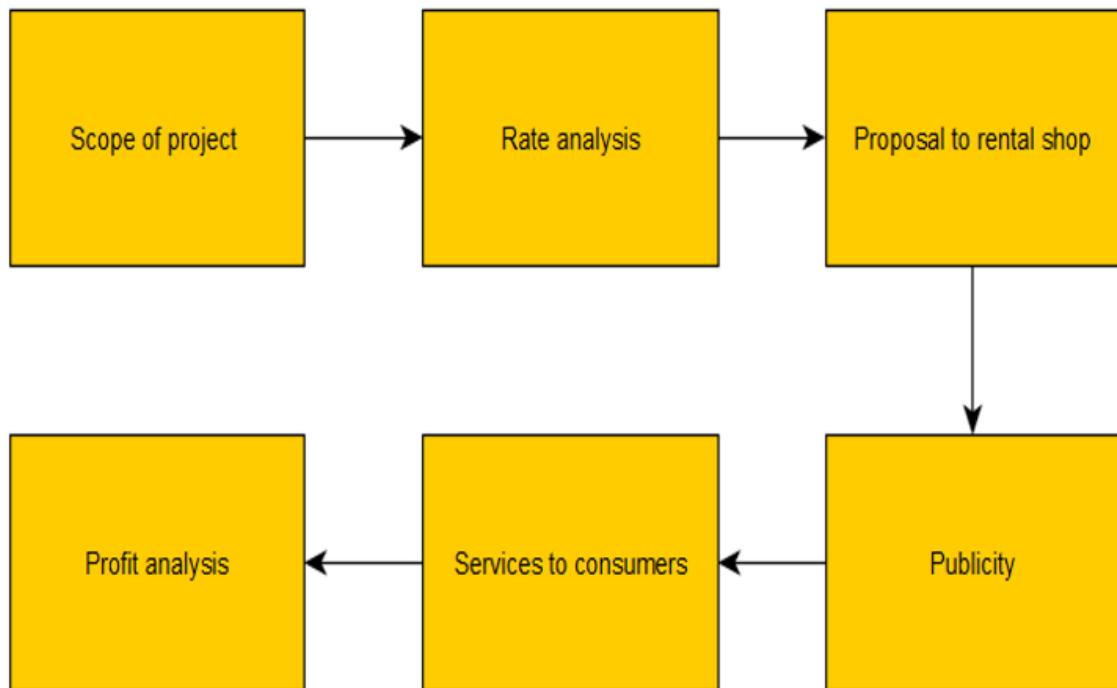 Scope of project
Rate analysis
Proposal to rental shop
Publicity
Services to consumers
Profit analysis